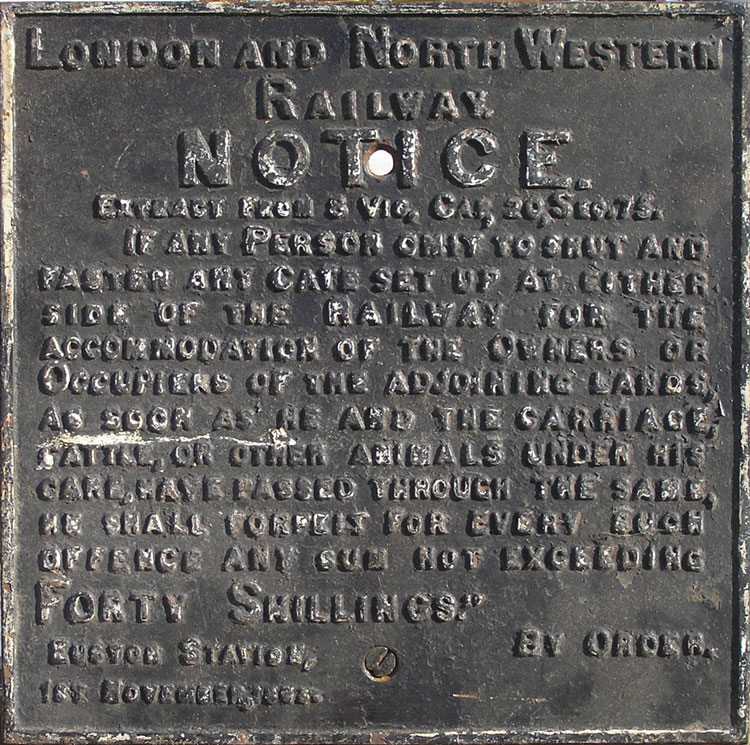 London and North Western
Railway.
NOTICE.
Extract from 8 Vic, Cap, 20, Sec. 75.
If any Person omit to shut and
fasten any Gate set up at either
side of the Railway for the
accommodation of the Owners or
Occupiers of the adjoining lands,
as soon as he and the carriage,
cattle, or other animals under his
care, have passed through the same,
he shall forfeit for every such
offence any sum not exceeding
Forty Shillings."
By Order.
Euston Station,
1st November,